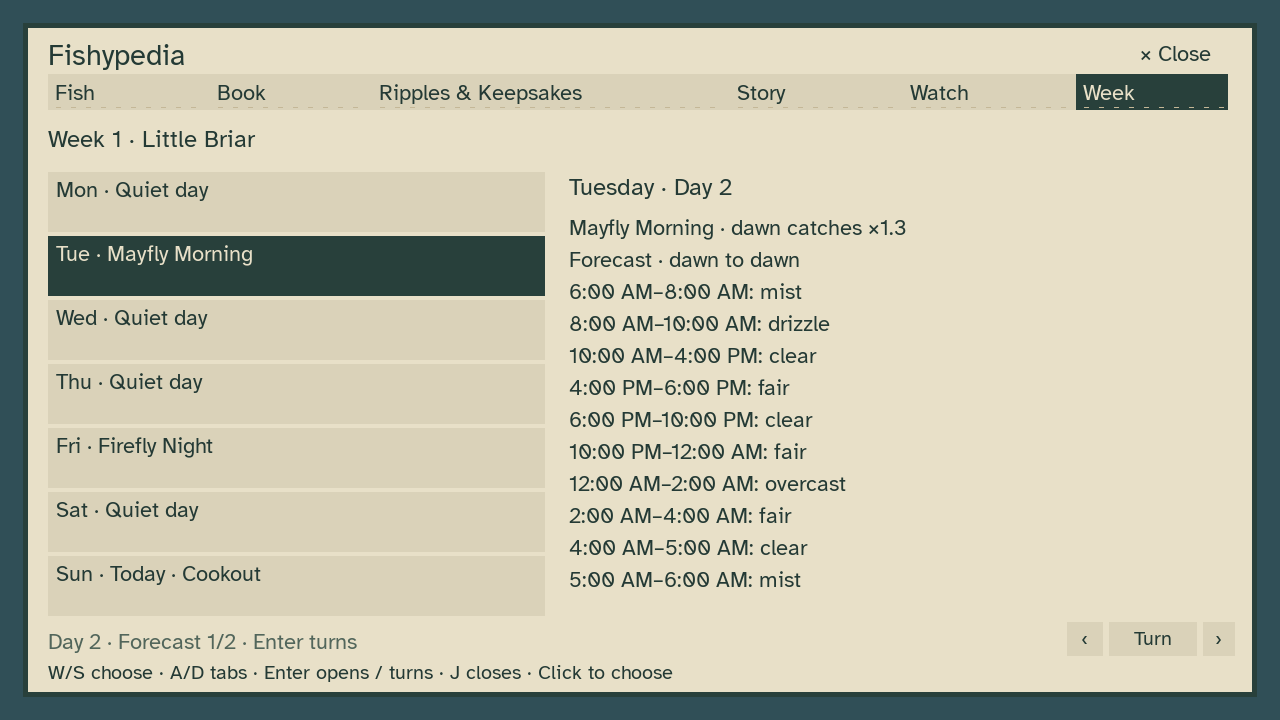 Fishypedia
× Close
Fish Book Ripples & Keepsakes Story Watch Week
Week 1 · Little Briar
Mon · Quiet day
Tue · Mayfly Morning
Wed · Quiet day
Thu · Quiet day
Fri · Firefly Night
Sat · Quiet day
Sun · Today · Cookout
Tuesday · Day 2
Mayfly Morning · dawn catches ×1.3
Forecast · dawn to dawn
6:00 AM–8:00 AM: mist
8:00 AM–10:00 AM: drizzle
10:00 AM–4:00 PM: clear
4:00 PM–6:00 PM: fair
6:00 PM–10:00 PM: clear
10:00 PM–12:00 AM: fair
12:00 AM–2:00 AM: overcast
2:00 AM–4:00 AM: fair
4:00 AM–5:00 AM: clear
5:00 AM–6:00 AM: mist
Day 2 · Forecast 1/2 · Enter turns
‹ Turn ›
W/S choose · A/D tabs · Enter opens / turns · J closes · Click to choose